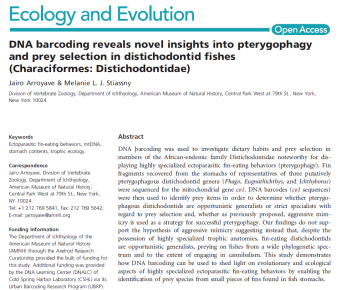 Ecology and Evolution
Open Access
DNA barcoding reveals novel insights into pterygophagy
and prey selection in distichodontid fishes
(Characiformes: Distichodontidae)
Jairo Arroyave & Melanie L. J. Stiassny
Division of Vertebrate Zoology, Department of Ichthyology, American Museum of Natural History, Central Park West at 79th St., New York,
New York 10024
Keywords
Ectoparasitic fin-eating behaviors, mtDNA,
stomach contents, trophic ecology.
Correspondence
Jairo Arroyave, Division of Vertebrate
Zoology, Department of Ichthyology,
American Museum of Natural History,
Central Park West at 79th St., New York,
NY 10024
Tel: +1 212 769 5841; Fax: 212 769 5642;
E-mail: jarroyave@amnh.org
Funding Information
The Department of Ichthyology of the
American Museum of Natural History
(AMNH) through the Axelrod Research
Curatorship provided the bulk of funding for
this study. Additional funding was provided
by the DNA Learning Center (DNALC) of
Cold Spring Harbor Laboratory (CSHL) via its
Urban Barcoding Research Program (UBRP).
Abstract
DNA barcoding was used to investigate dietary habits and prey selection in
members of the African-endemic family Distichodontidae noteworthy for dis-
playing highly specialized ectoparasitic fin-eating behaviors (pterygophagy). Fin
fragments recovered from the stomachs of representatives of three putatively
pterygophagous distichodontid genera (Phago, Eugnathichthys, and Ichthyborus)
were sequenced for the mitochondrial gene co1. DNA barcodes (co1 sequences)
were then used to identify prey items in order to determine whether pterygo-
phagous distichodontids are opportunistic generalists or strict specialists with
regard to prey selection and, whether as previously proposed, aggressive mim-
icry is used as a strategy for successful pterygophagy. Our findings do not sup-
port the hypothesis of aggressive mimicry suggesting instead that, despite the
possession of highly specialized trophic anatomies, fin-eating distichodontids
are opportunistic generalists, preying on fishes from a wide phylogenetic spec-
trum and to the extent of engaging in cannibalism. This study demonstrates
how DNA barcoding can be used to shed light on evolutionary and ecological
aspects of highly specialized ectoparasitic fin-eating behaviors by enabling the
identification of prey species from small pieces of fins found in fish stomachs.